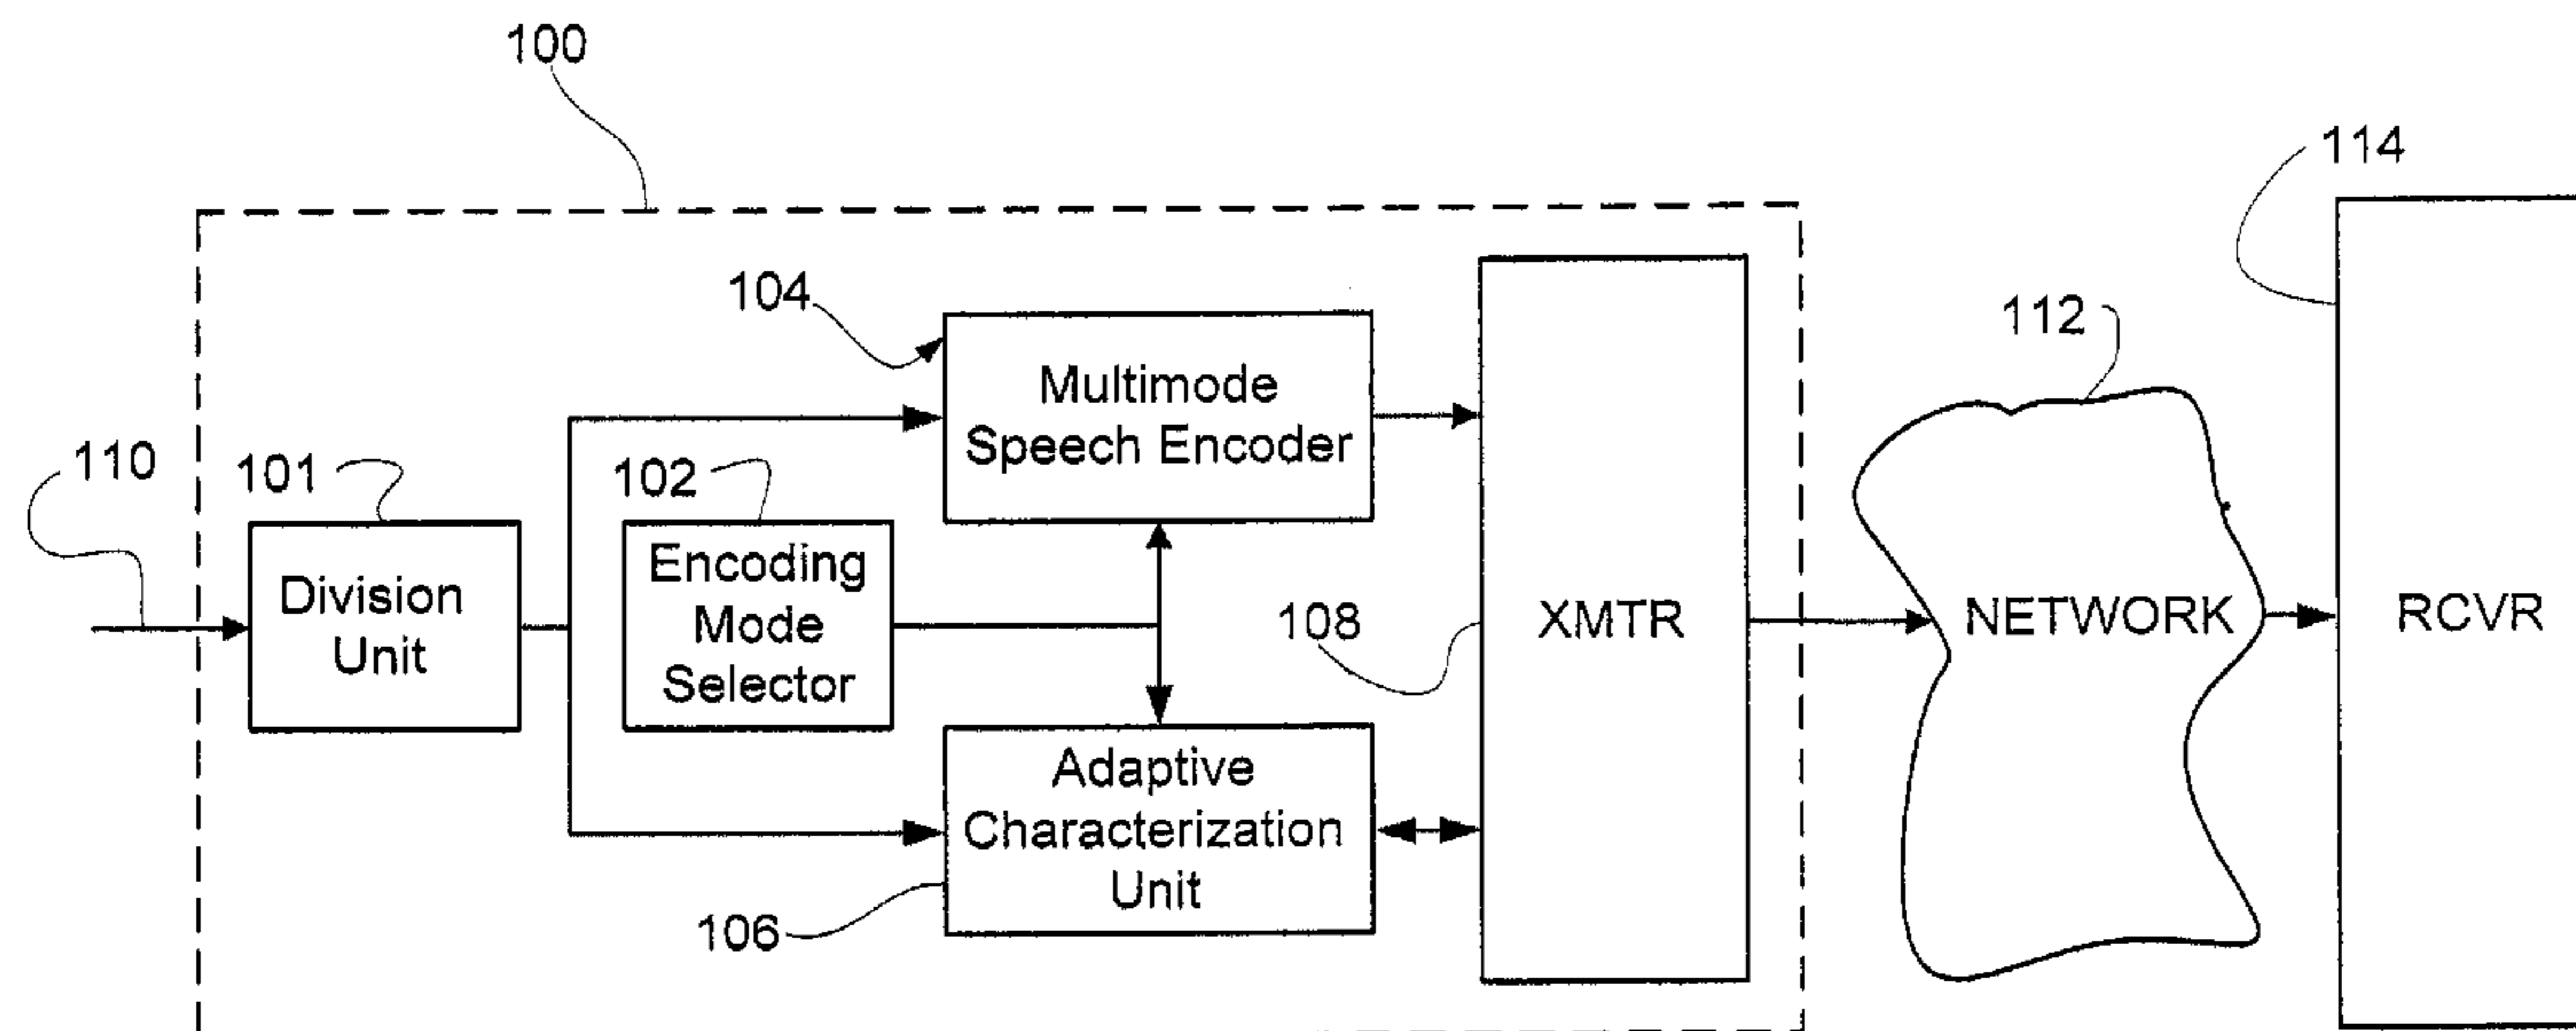 100
114
104
112
Multimode
Speech Encoder
110
101
102
Division
Unit
Encoding
Mode
Selector
108
XMTR
NETWORK
RCVR
Adaptive
Characterization
Unit
106